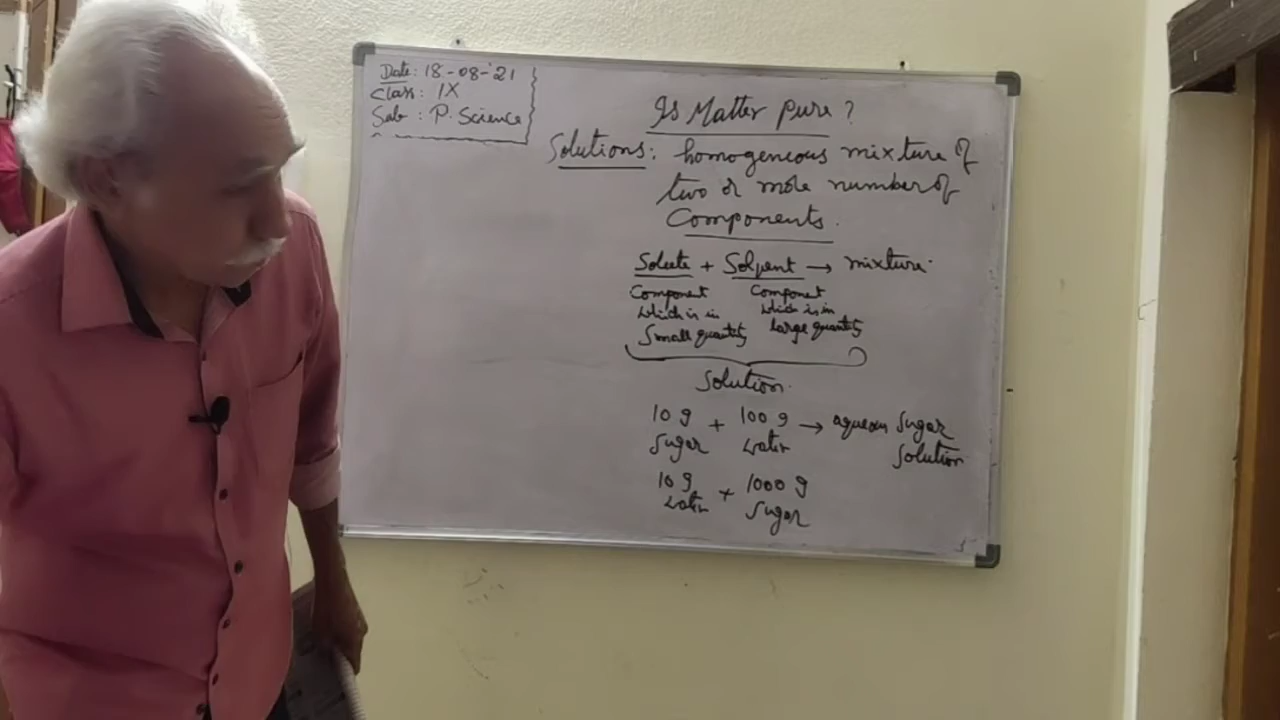 Date: 18-08-'21
Class: IX
Sub: P. Science
Is Matter Pure?
Solutions: homogeneous mixture of
two or more number of
Components.
Solute + Solvent → mixture.
Component Component
which is in which is in
Small quantity large quantity
Solution.
10 g + 100 g → aqueous Sugar
Sugar water Solution
10 g + 1000 g
water Sugar